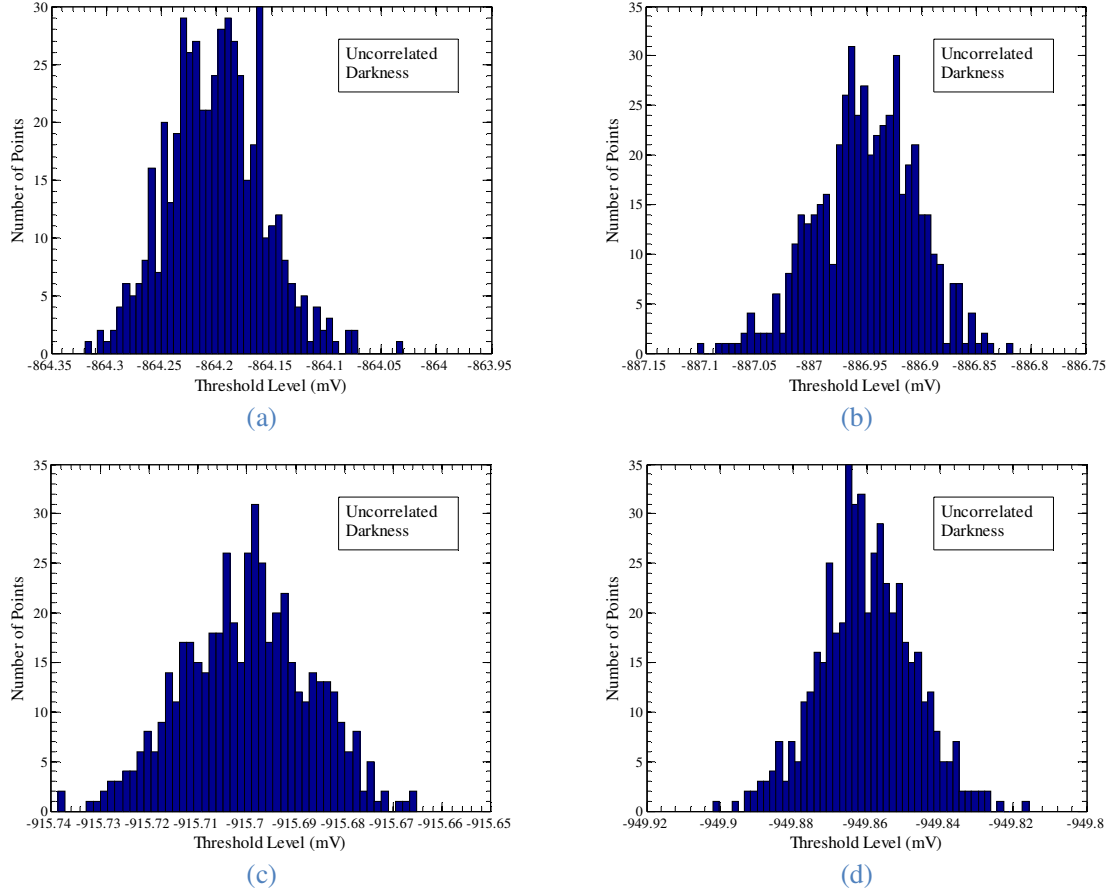 30
25
20
15
10
5
0
Number of Points
Uncorrelated
Darkness
-864.35 -864.3 -864.25 -864.2 -864.15 -864.1 -864.05 -864 -863.95
Threshold Level (mV)
(a)
35
30
25
20
15
10
5
0
Number of Points
Uncorrelated
Darkness
-887.15 -887.1 -887.05 -887 -886.95 -886.9 -886.85 -886.8 -886.75
Threshold Level (mV)
(b)
35
30
25
20
15
10
5
0
Number of Points
Uncorrelated
Darkness
-915.74 -915.73 -915.72 -915.71 -915.7 -915.69 -915.68 -915.67 -915.66 -915.65
Threshold Level (mV)
(c)
35
30
25
20
15
10
5
0
Number of Points
Uncorrelated
Darkness
-949.92 -949.9 -949.88 -949.86 -949.84 -949.82 -949.8
Threshold Level (mV)
(d)